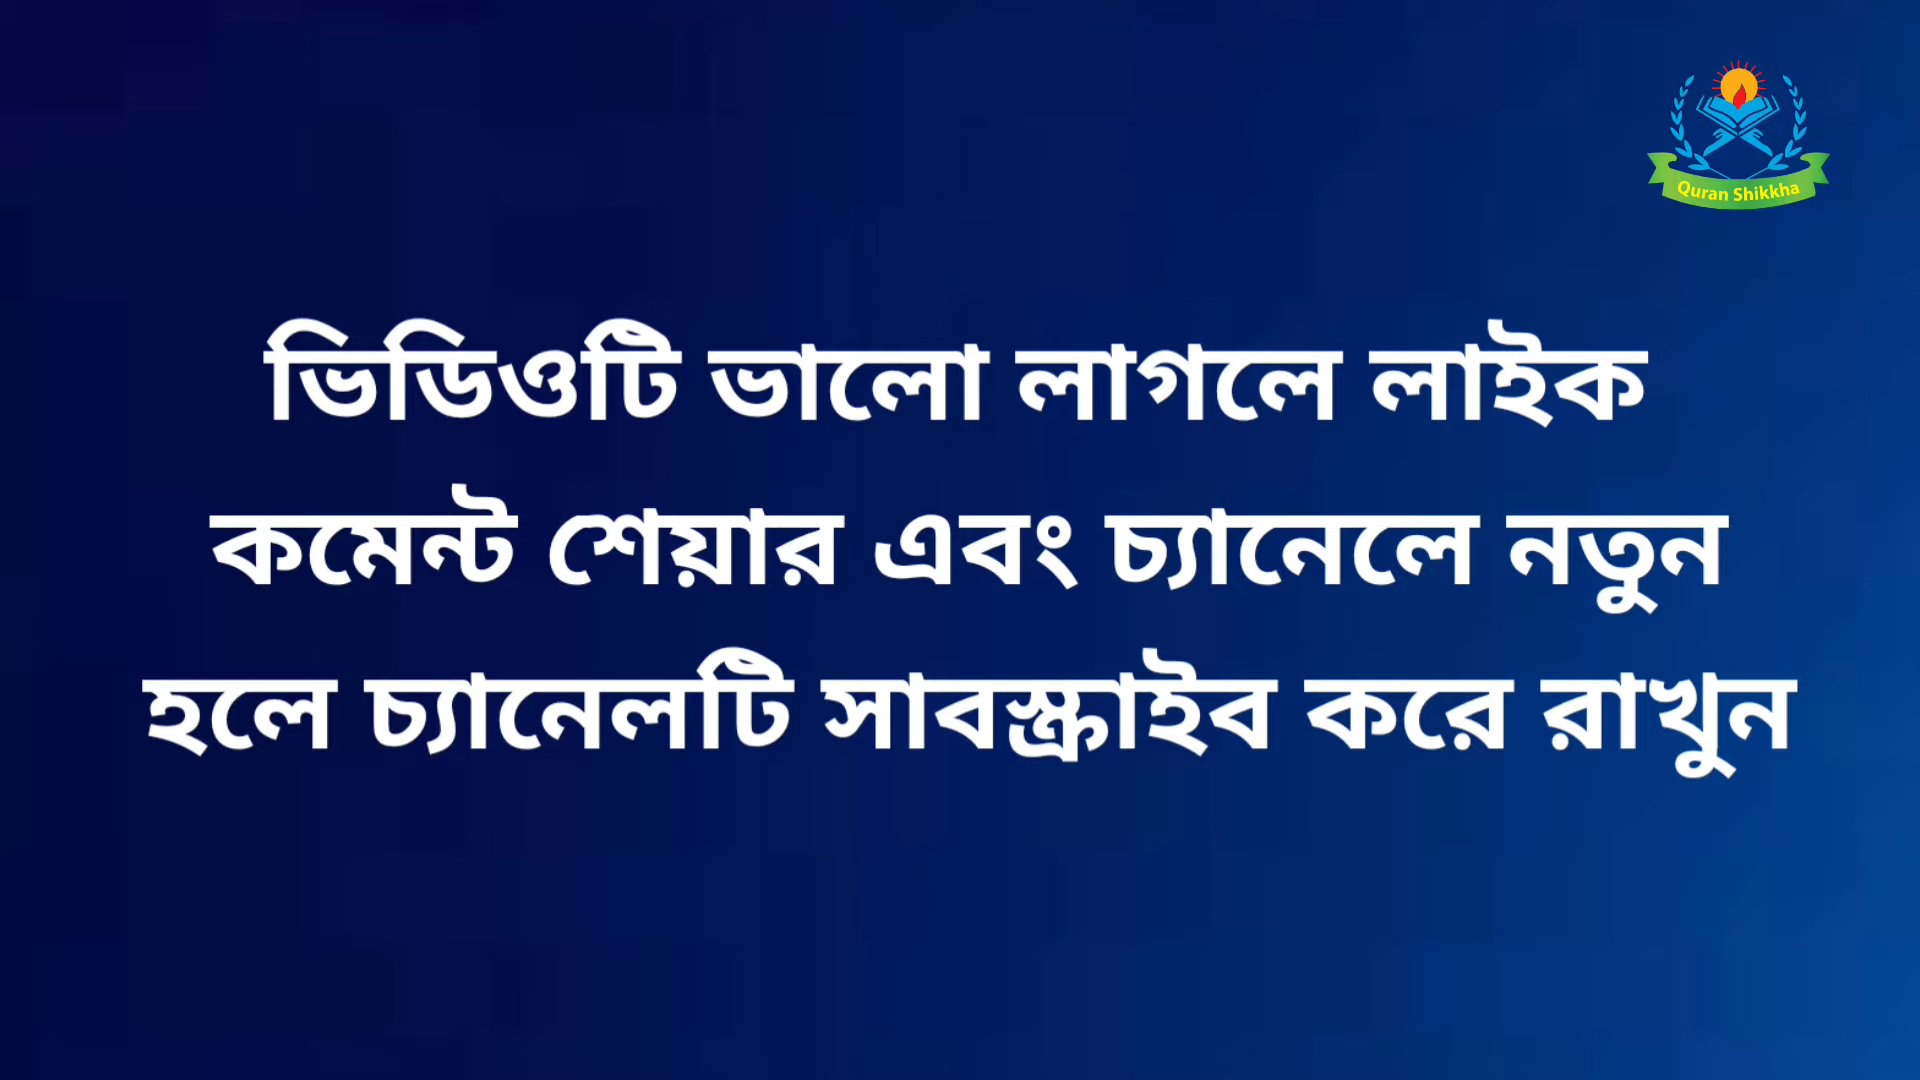 Quran Shikkha
ভিডিওটি ভালো লাগলে লাইক
কমেন্ট শেয়ার এবং চ্যানেলে নতুন
হলে চ্যানেলটি সাবস্ক্রাইব করে রাখুন